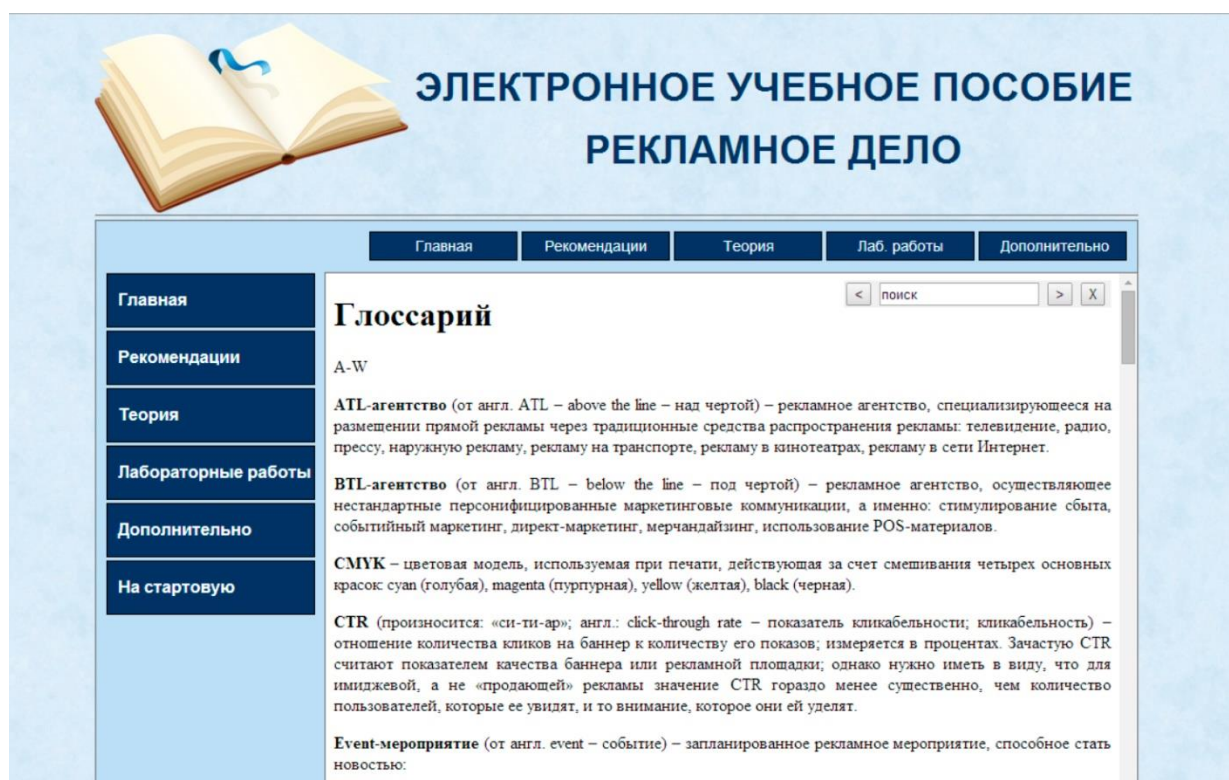 ЭЛЕКТРОННОЕ УЧЕБНОЕ ПОСОБИЕ
РЕКЛАМНОЕ ДЕЛО
Главная Рекомендации Теория Лаб. работы Дополнительно
Главная
Рекомендации
Теория
Лабораторные работы
Дополнительно
На стартовую
< поиск > X
Глоссарий
A-W
ATL-агентство (от англ. ATL – above the line – над чертой) – рекламное агентство, специализирующееся на
размещении прямой рекламы через традиционные средства распространения рекламы: телевидение, радио,
прессу, наружную рекламу, рекламу на транспорте, рекламу в кинотеатрах, рекламу в сети Интернет.
BTL-агентство (от англ. BTL – below the line – под чертой) – рекламное агентство, осуществляющее
нестандартные персонифицированные маркетинговые коммуникации, а именно: стимулирование сбыта,
событийный маркетинг, директ-маркетинг, мерчандайзинг, использование POS-материалов.
CMYK – цветовая модель, используемая при печати, действующая за счет смешивания четырех основных
красок: cyan (голубая), magenta (пурпурная), yellow (желтая), black (черная).
CTR (произносится: «си-ти-ар»; англ.: click-through rate – показатель кликабельности; кликабельность) –
отношение количества кликов на баннер к количеству его показов; измеряется в процентах. Зачастую CTR
считают показателем качества баннера или рекламной площадки; однако нужно иметь в виду, что для
имиджевой, а не «продающей» рекламы значение CTR гораздо менее существенно, чем количество
пользователей, которые ее увидят, и то внимание, которое они ей уделят.
Event-мероприятие (от англ. event – событие) – запланированное рекламное мероприятие, способное стать
новостью: